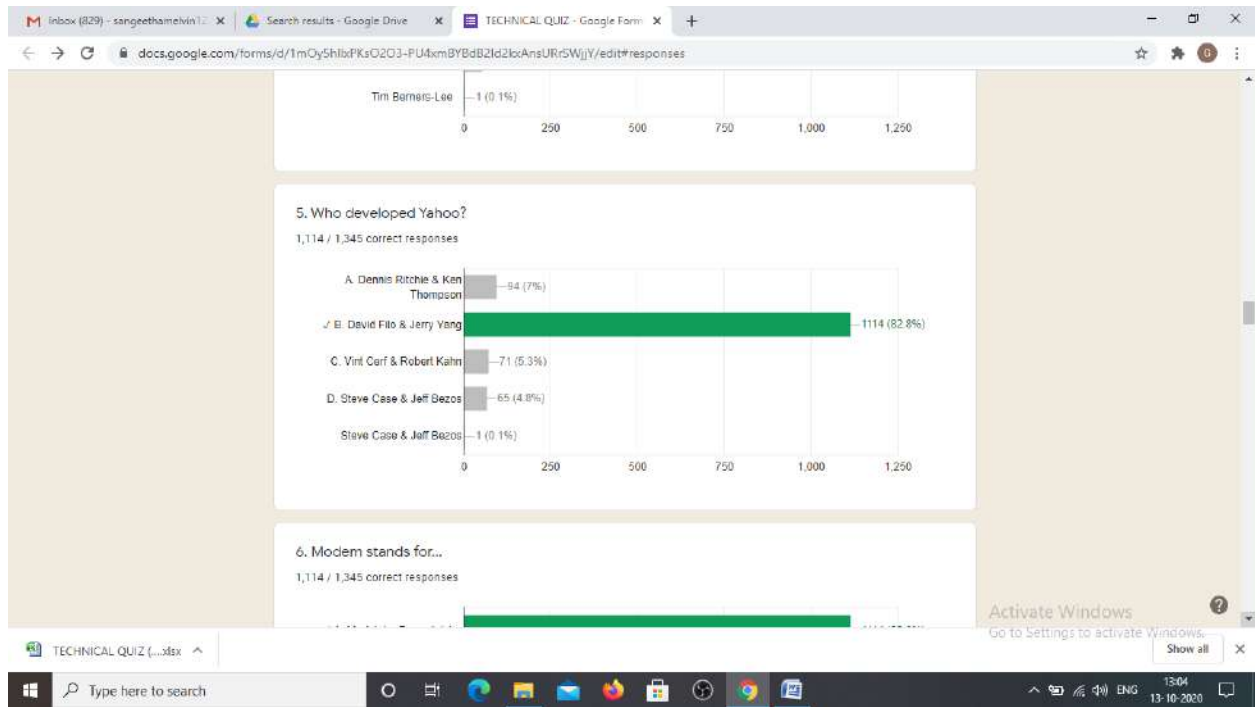 Inbox (829) - sangeethamelvin1
Search results - Google Drive
TECHNICAL QUIZ - Google Form
docs.google.com/forms/d/
/edit#responses
Tim Berners-Lee
1 (0.1%)
0 250 500 750 1,000 1,250
5. Who developed Yahoo?
1,114 / 1,345 correct responses
A. Dennis Ritchie & Ken
Thompson
94 (7%)
B. David Filo & Jerry Yang
1114 (82.8%)
C. Vint Cerf & Robert Kahn
71 (5.3%)
D. Steve Case & Jeff Bezos
65 (4.8%)
Steve Case & Jeff Bezos
1 (0.1%)
0 250 500 750 1,000 1,250
6. Modem stands for...
1,114 / 1,345 correct responses
Activate Windows
Go to Settings to activate Windows.
TECHNICAL QUIZ (....xlsx
Show all
Type here to search
ENG
13:04
13-10-2020